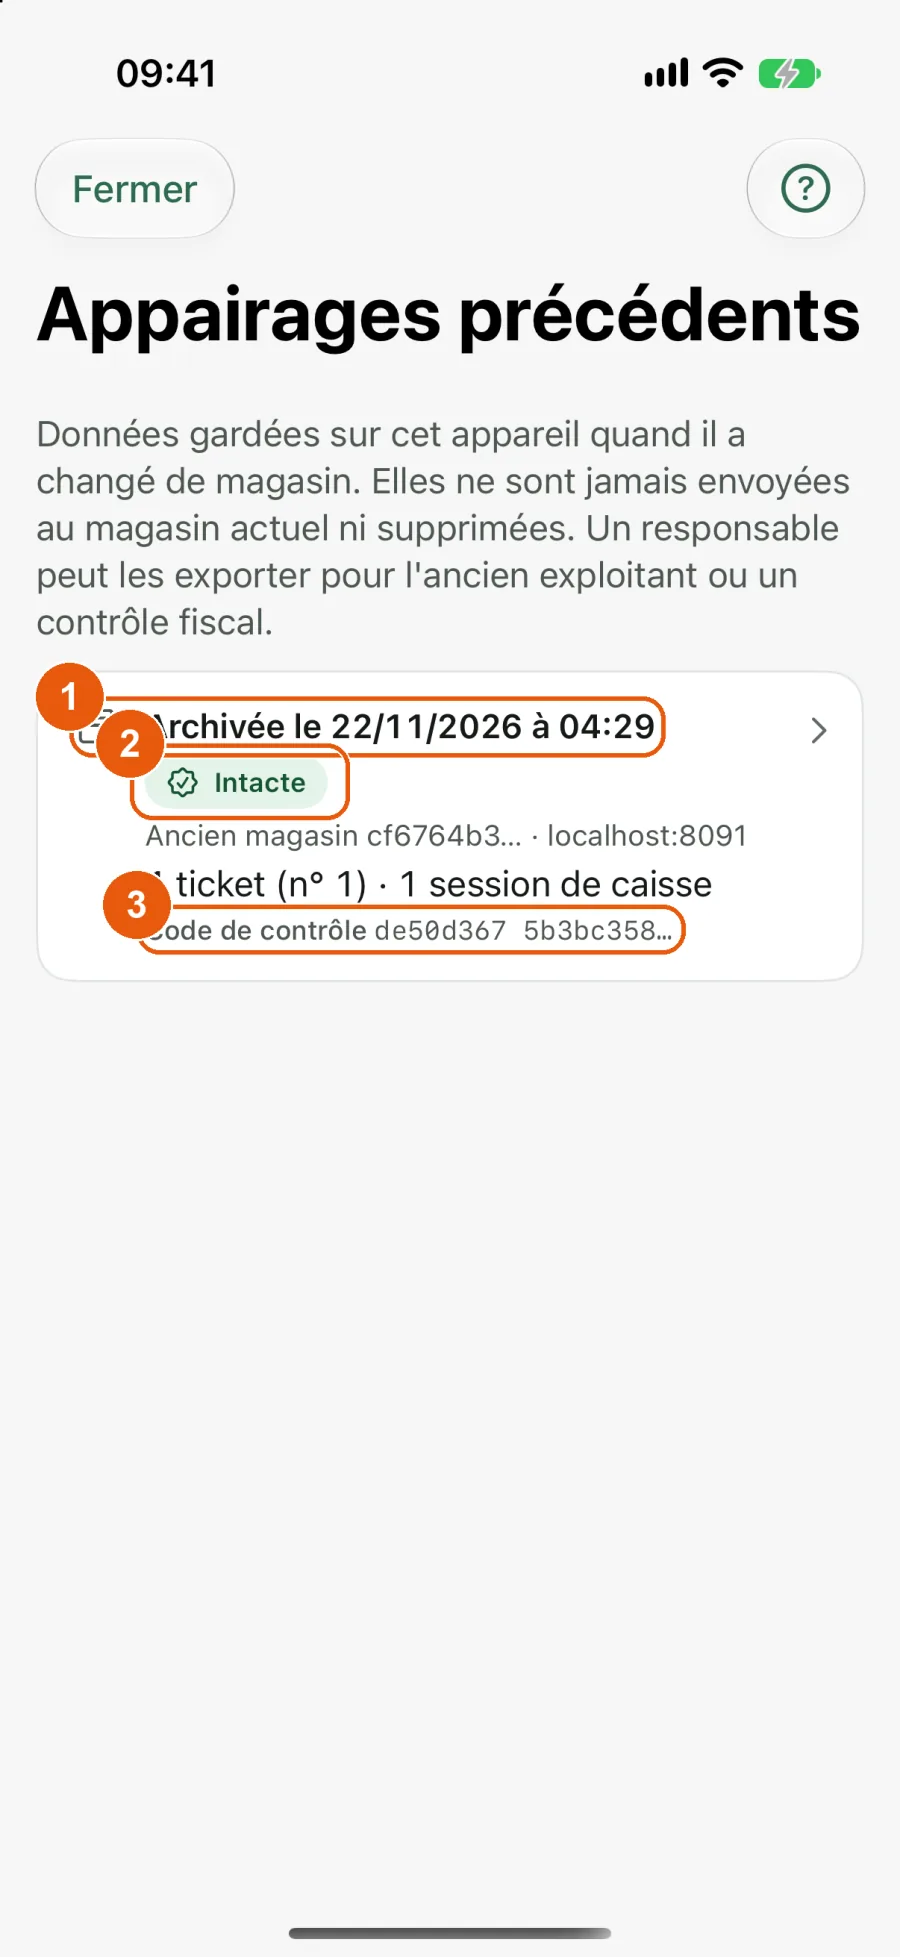 09:41
Fermer
?
Appairages précédents
Données gardées sur cet appareil quand il a
changé de magasin. Elles ne sont jamais envoyées
au magasin actuel ni supprimées. Un responsable
peut les exporter pour l'ancien exploitant ou un
contrôle fiscal.
1
Archivée le 22/11/2026 à 04:29
2
Intacte
Ancien magasin cf6764b3… · localhost:8091
ticket (n° 1) · 1 session de caisse
3
Code de contrôle de50d367 5b3bc358…